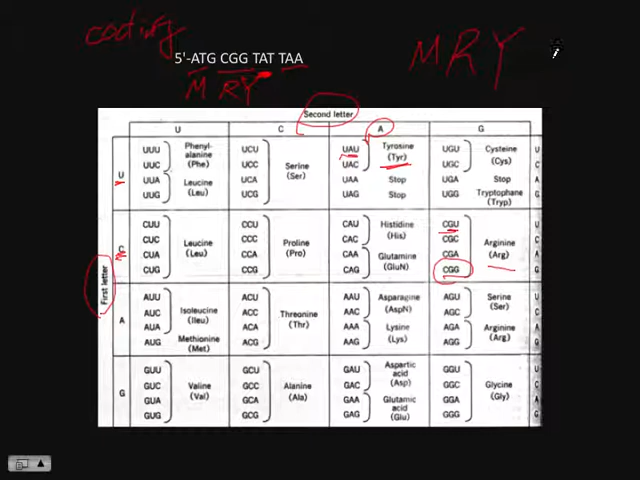 coding
MRY
5'-ATG CGG TAT TAA
M RY
Second letter
U C A G
First letter
U
UUU UUC Phenyl-alanine (Phe)
UUA UUG Leucine (Leu)
UCU UCC UCA UCG Serine (Ser)
UAU UAC Tyrosine (Tyr)
UAA Stop
UAG Stop
UGU UGC Cysteine (Cys)
UGA Stop
UGG Tryptophane (Tryp)
U C A G
C
CUU CUC CUA CUG Leucine (Leu)
CCU CCC CCA CCG Proline (Pro)
CAU CAC Histidine (His)
CAA CAG Glutamine (GluN)
CGU CGC CGA CGG Arginine (Arg)
U C A G
A
AUU AUC AUA Isoleucine (Ileu)
AUG Methionine (Met)
ACU ACC ACA ACG Threonine (Thr)
AAU AAC Asparagine (AspN)
AAA AAG Lysine (Lys)
AGU AGC Serine (Ser)
AGA AGG Arginine (Arg)
U C A G
G
GUU GUC GUA GUG Valine (Val)
GCU GCC GCA GCG Alanine (Ala)
GAU GAC Aspartic acid (Asp)
GAA GAG Glutamic acid (Glu)
GGU GGC GGA GGG Glycine (Gly)
U C A G